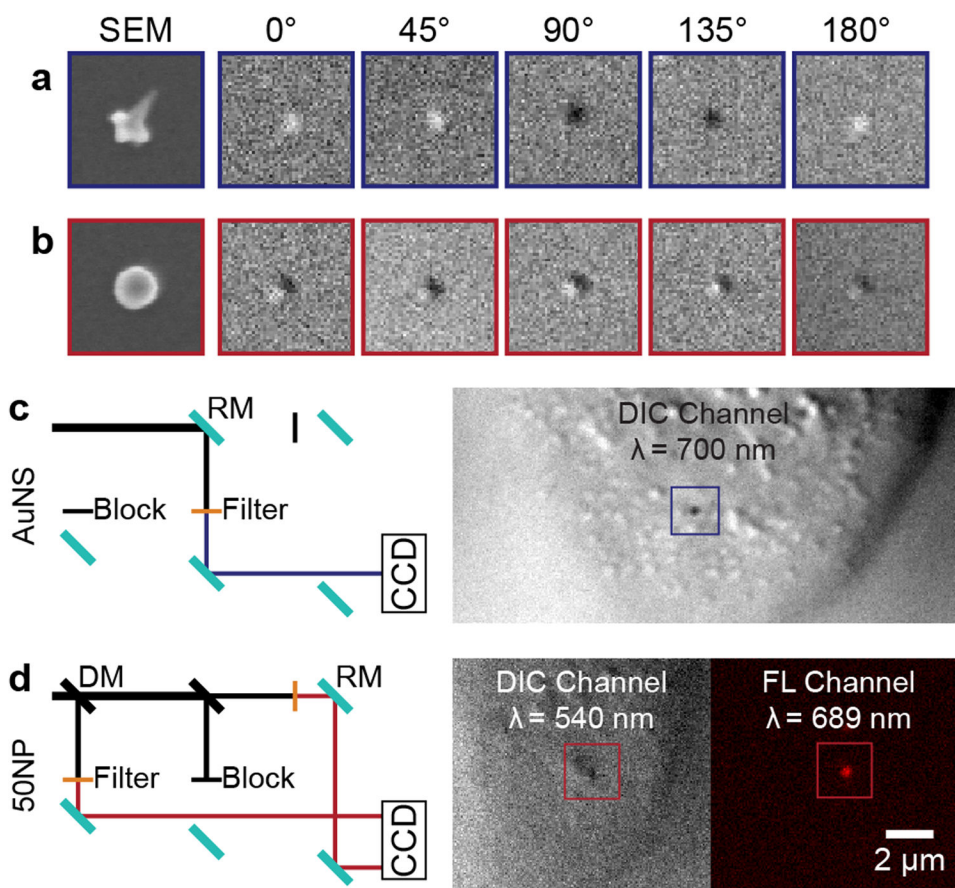 SEM 0° 45° 90° 135° 180°
a
b
c
RM
AuNS
Block
Filter
CCD
DIC Channel
λ = 700 nm
d
DM
RM
50NP
Filter
Block
CCD
DIC Channel
λ = 540 nm
FL Channel
λ = 689 nm
2 μm